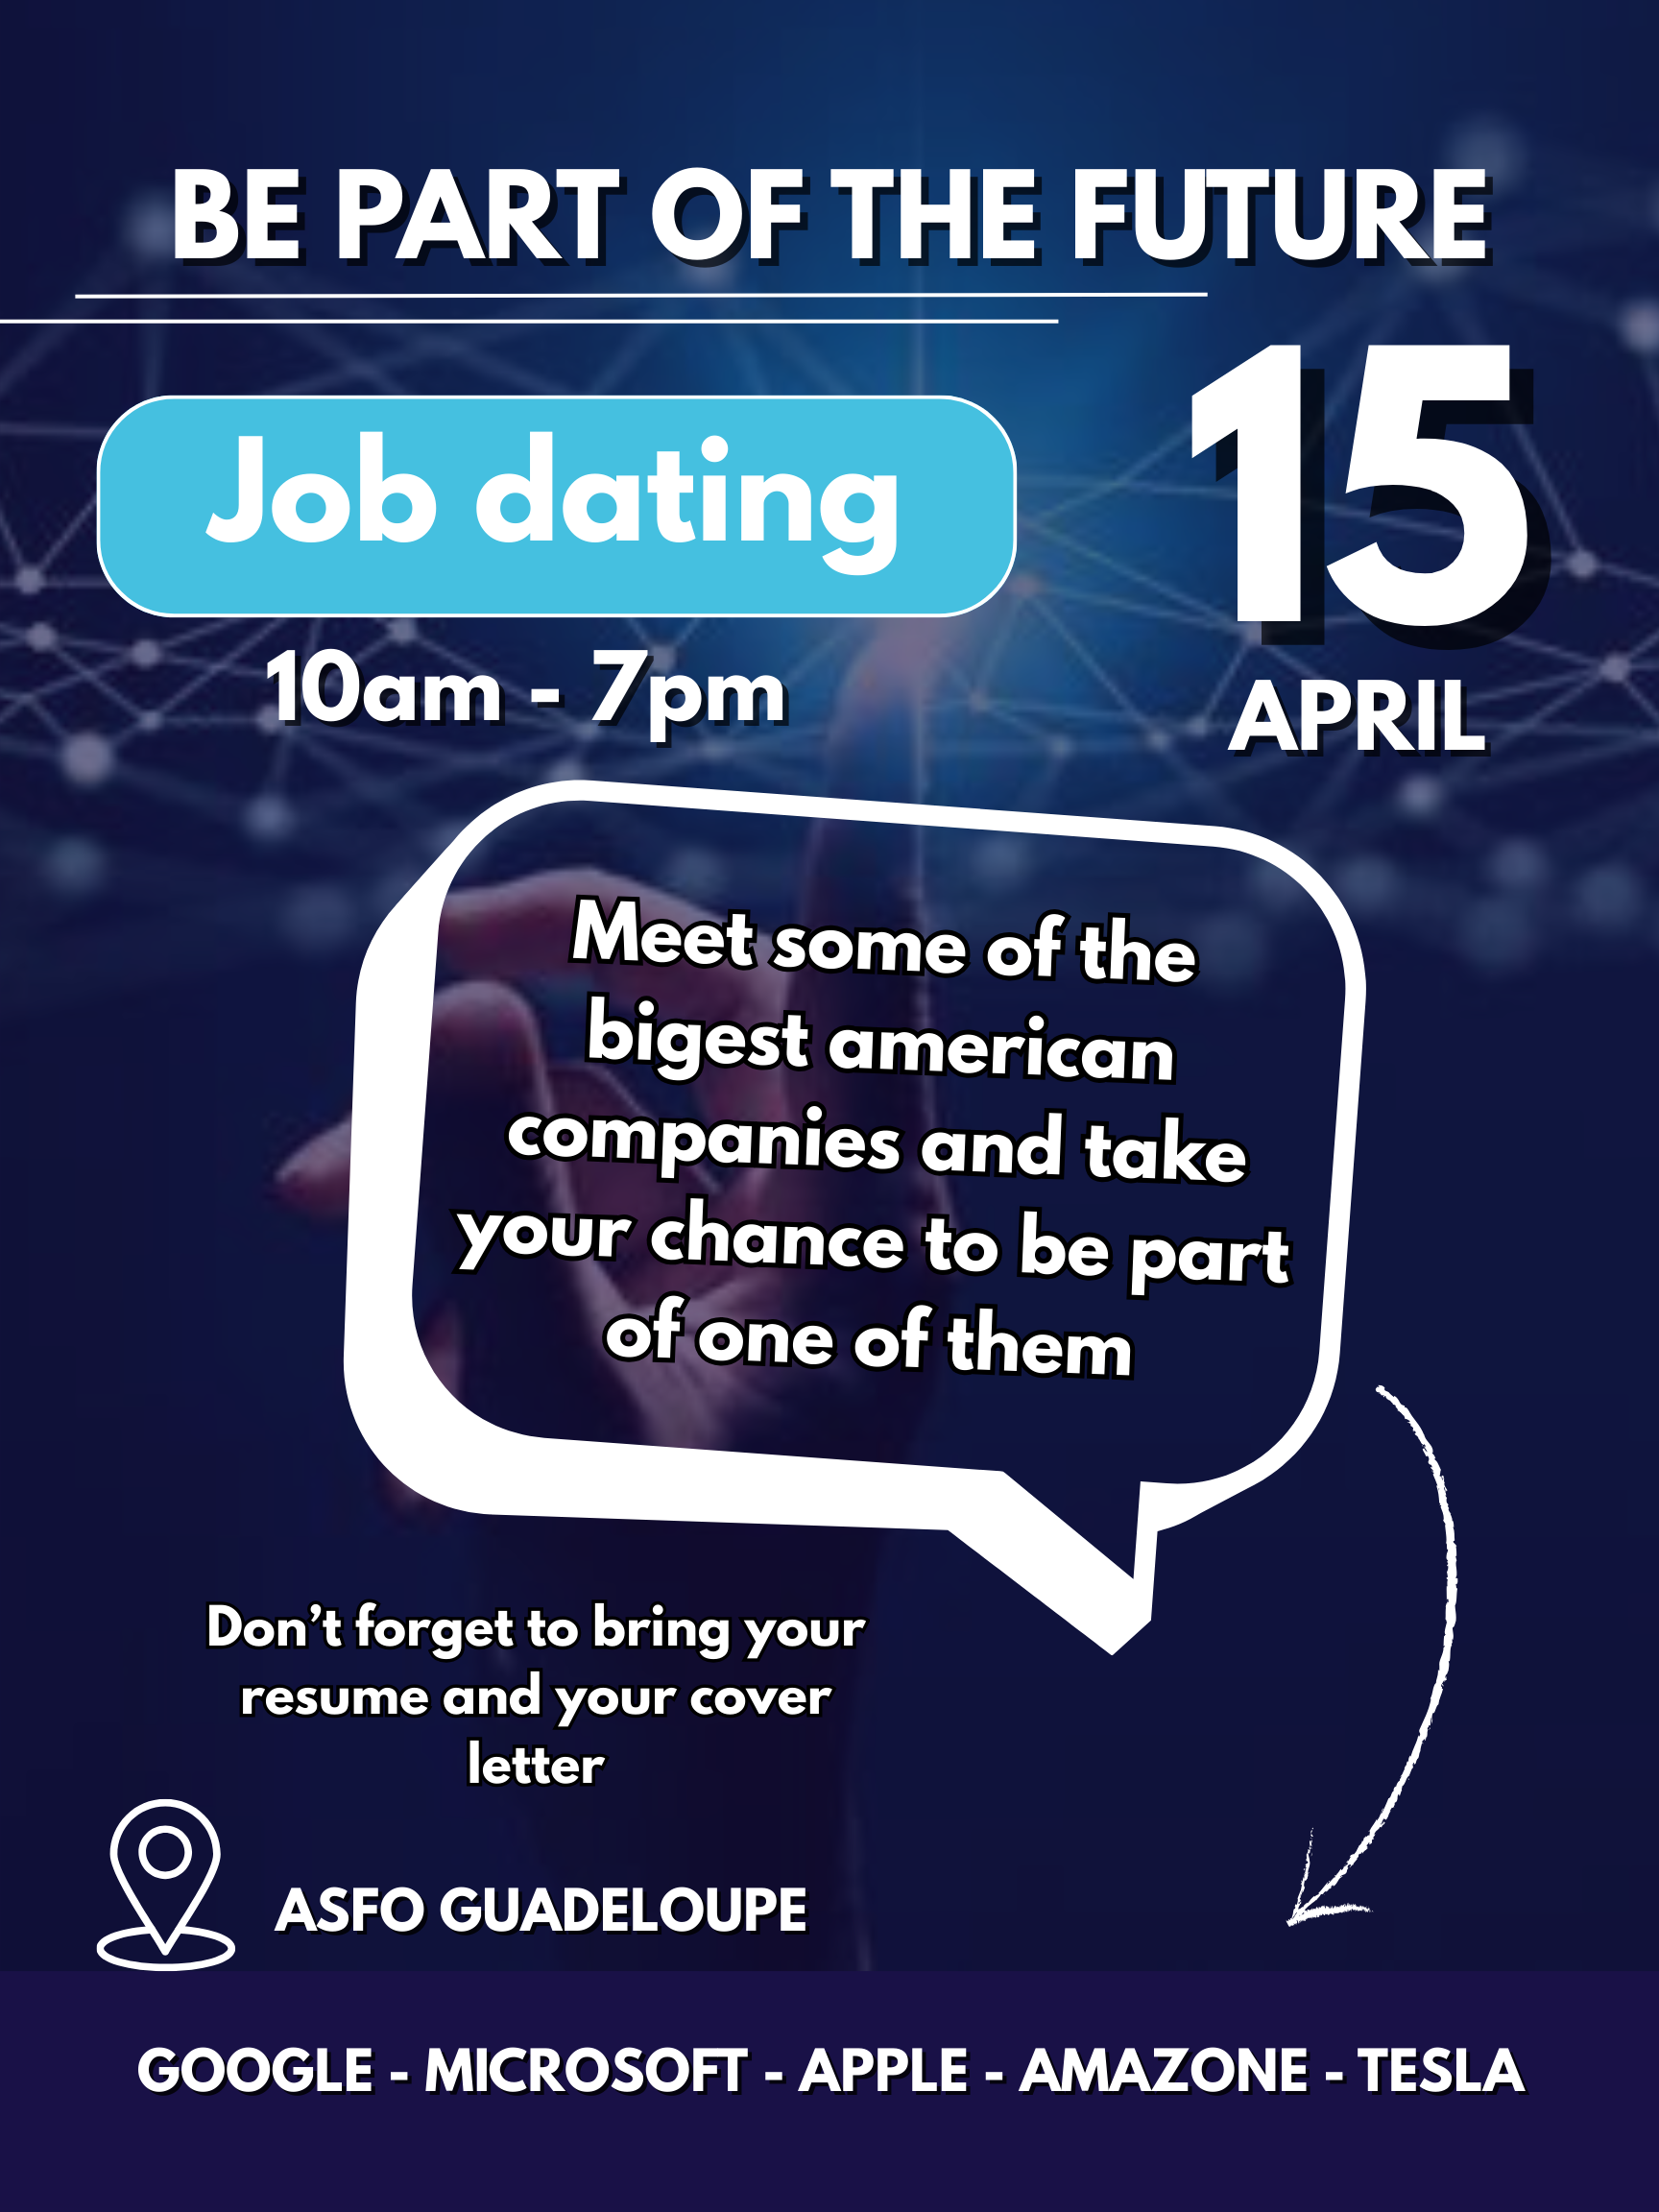 BE PART OF THE FUTURE
Job dating
10am - 7pm
15
APRIL
Meet some of the
bigest american
companies and take
your chance to be part
of one of them
Don’t forget to bring your
resume and your cover
letter
ASFO GUADELOUPE
GOOGLE - MICROSOFT - APPLE - AMAZONE - TESLA